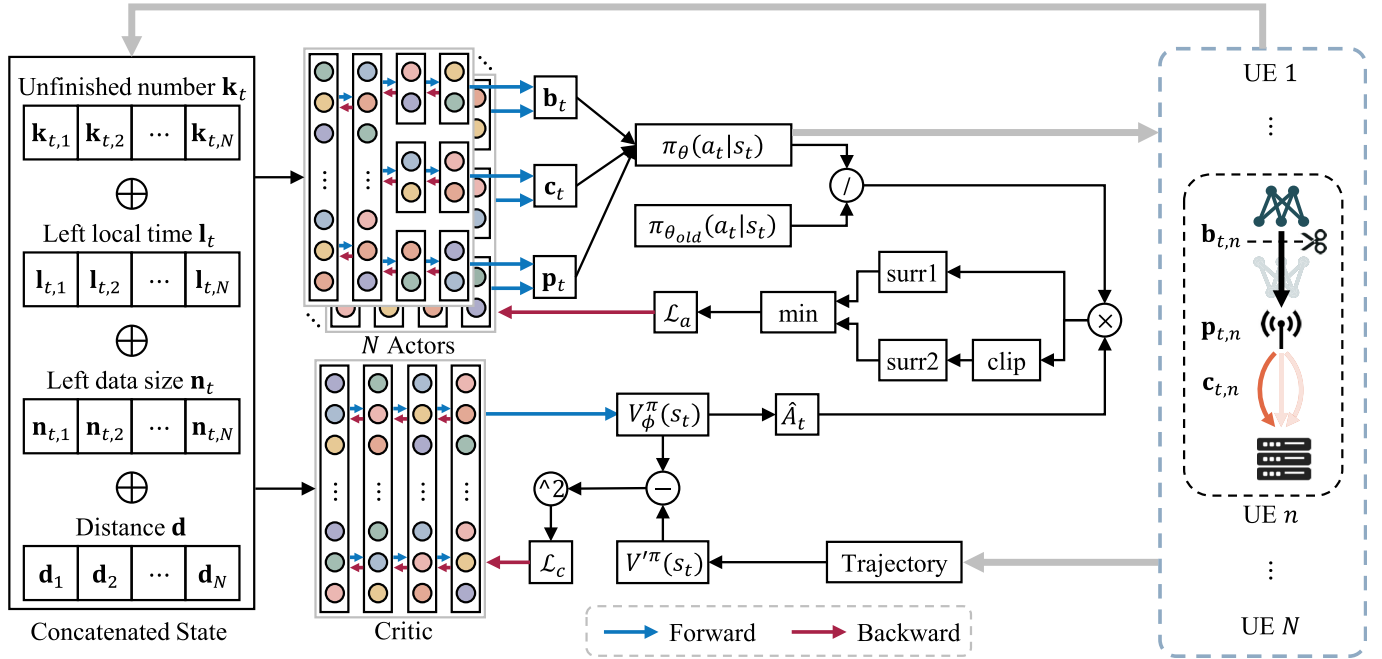 Unfinished number k_t
k_{t,1} k_{t,2} ⋯ k_{t,N}
⊕
Left local time l_t
l_{t,1} l_{t,2} ⋯ l_{t,N}
⊕
Left data size n_t
n_{t,1} n_{t,2} ⋯ n_{t,N}
⊕
Distance d
d_1 d_2 ⋯ d_N
Concatenated State
N Actors
Critic
b_t
c_t
p_t
π_θ(a_t|s_t)
/
π_{θ_{old}}(a_t|s_t)
surr1
surr2
clip
min
ℒ_a
×
V_ϕ^π(s_t)
Â_t
−
^2
ℒ_c
V'^π(s_t)
Trajectory
Forward
Backward
UE 1
⋮
b_{t,n}
p_{t,n}
c_{t,n}
UE n
⋮
UE N